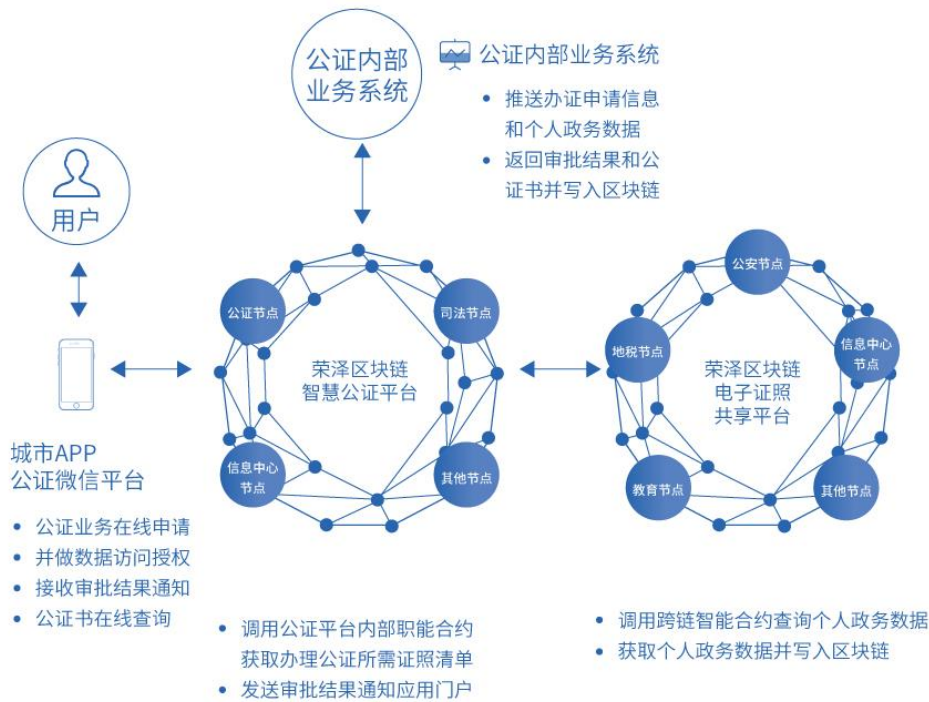 公证内部
业务系统
公证内部业务系统
• 推送办证申请信息
和个人政务数据
• 返回审批结果和公
证书并写入区块链
用户
城市APP
公证微信平台
• 公证业务在线申请
• 并做数据访问授权
• 接收审批结果通知
• 公证书在线查询
公证节点
司法节点
荣泽区块链
智慧公证平台
信息中心
节点
其他节点
• 调用公证平台内部职能合约
获取办理公证所需证照清单
• 发送审批结果通知应用门户
公安节点
地税节点
信息中心
节点
荣泽区块链
电子证照
共享平台
教育节点
其他节点
• 调用跨链智能合约查询个人政务数据
• 获取个人政务数据并写入区块链